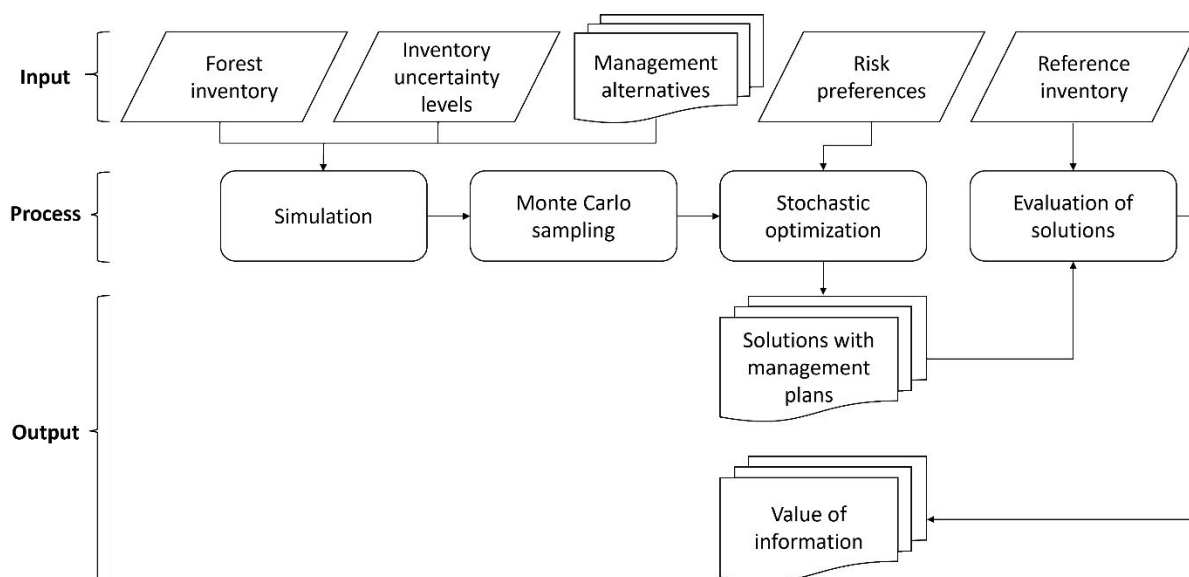 Input
Forest
inventory
Inventory
uncertainty
levels
Management
alternatives
Risk
preferences
Reference
inventory
Process
Simulation
Monte Carlo
sampling
Stochastic
optimization
Evaluation of
solutions
Output
Solutions with
management
plans
Value of
information